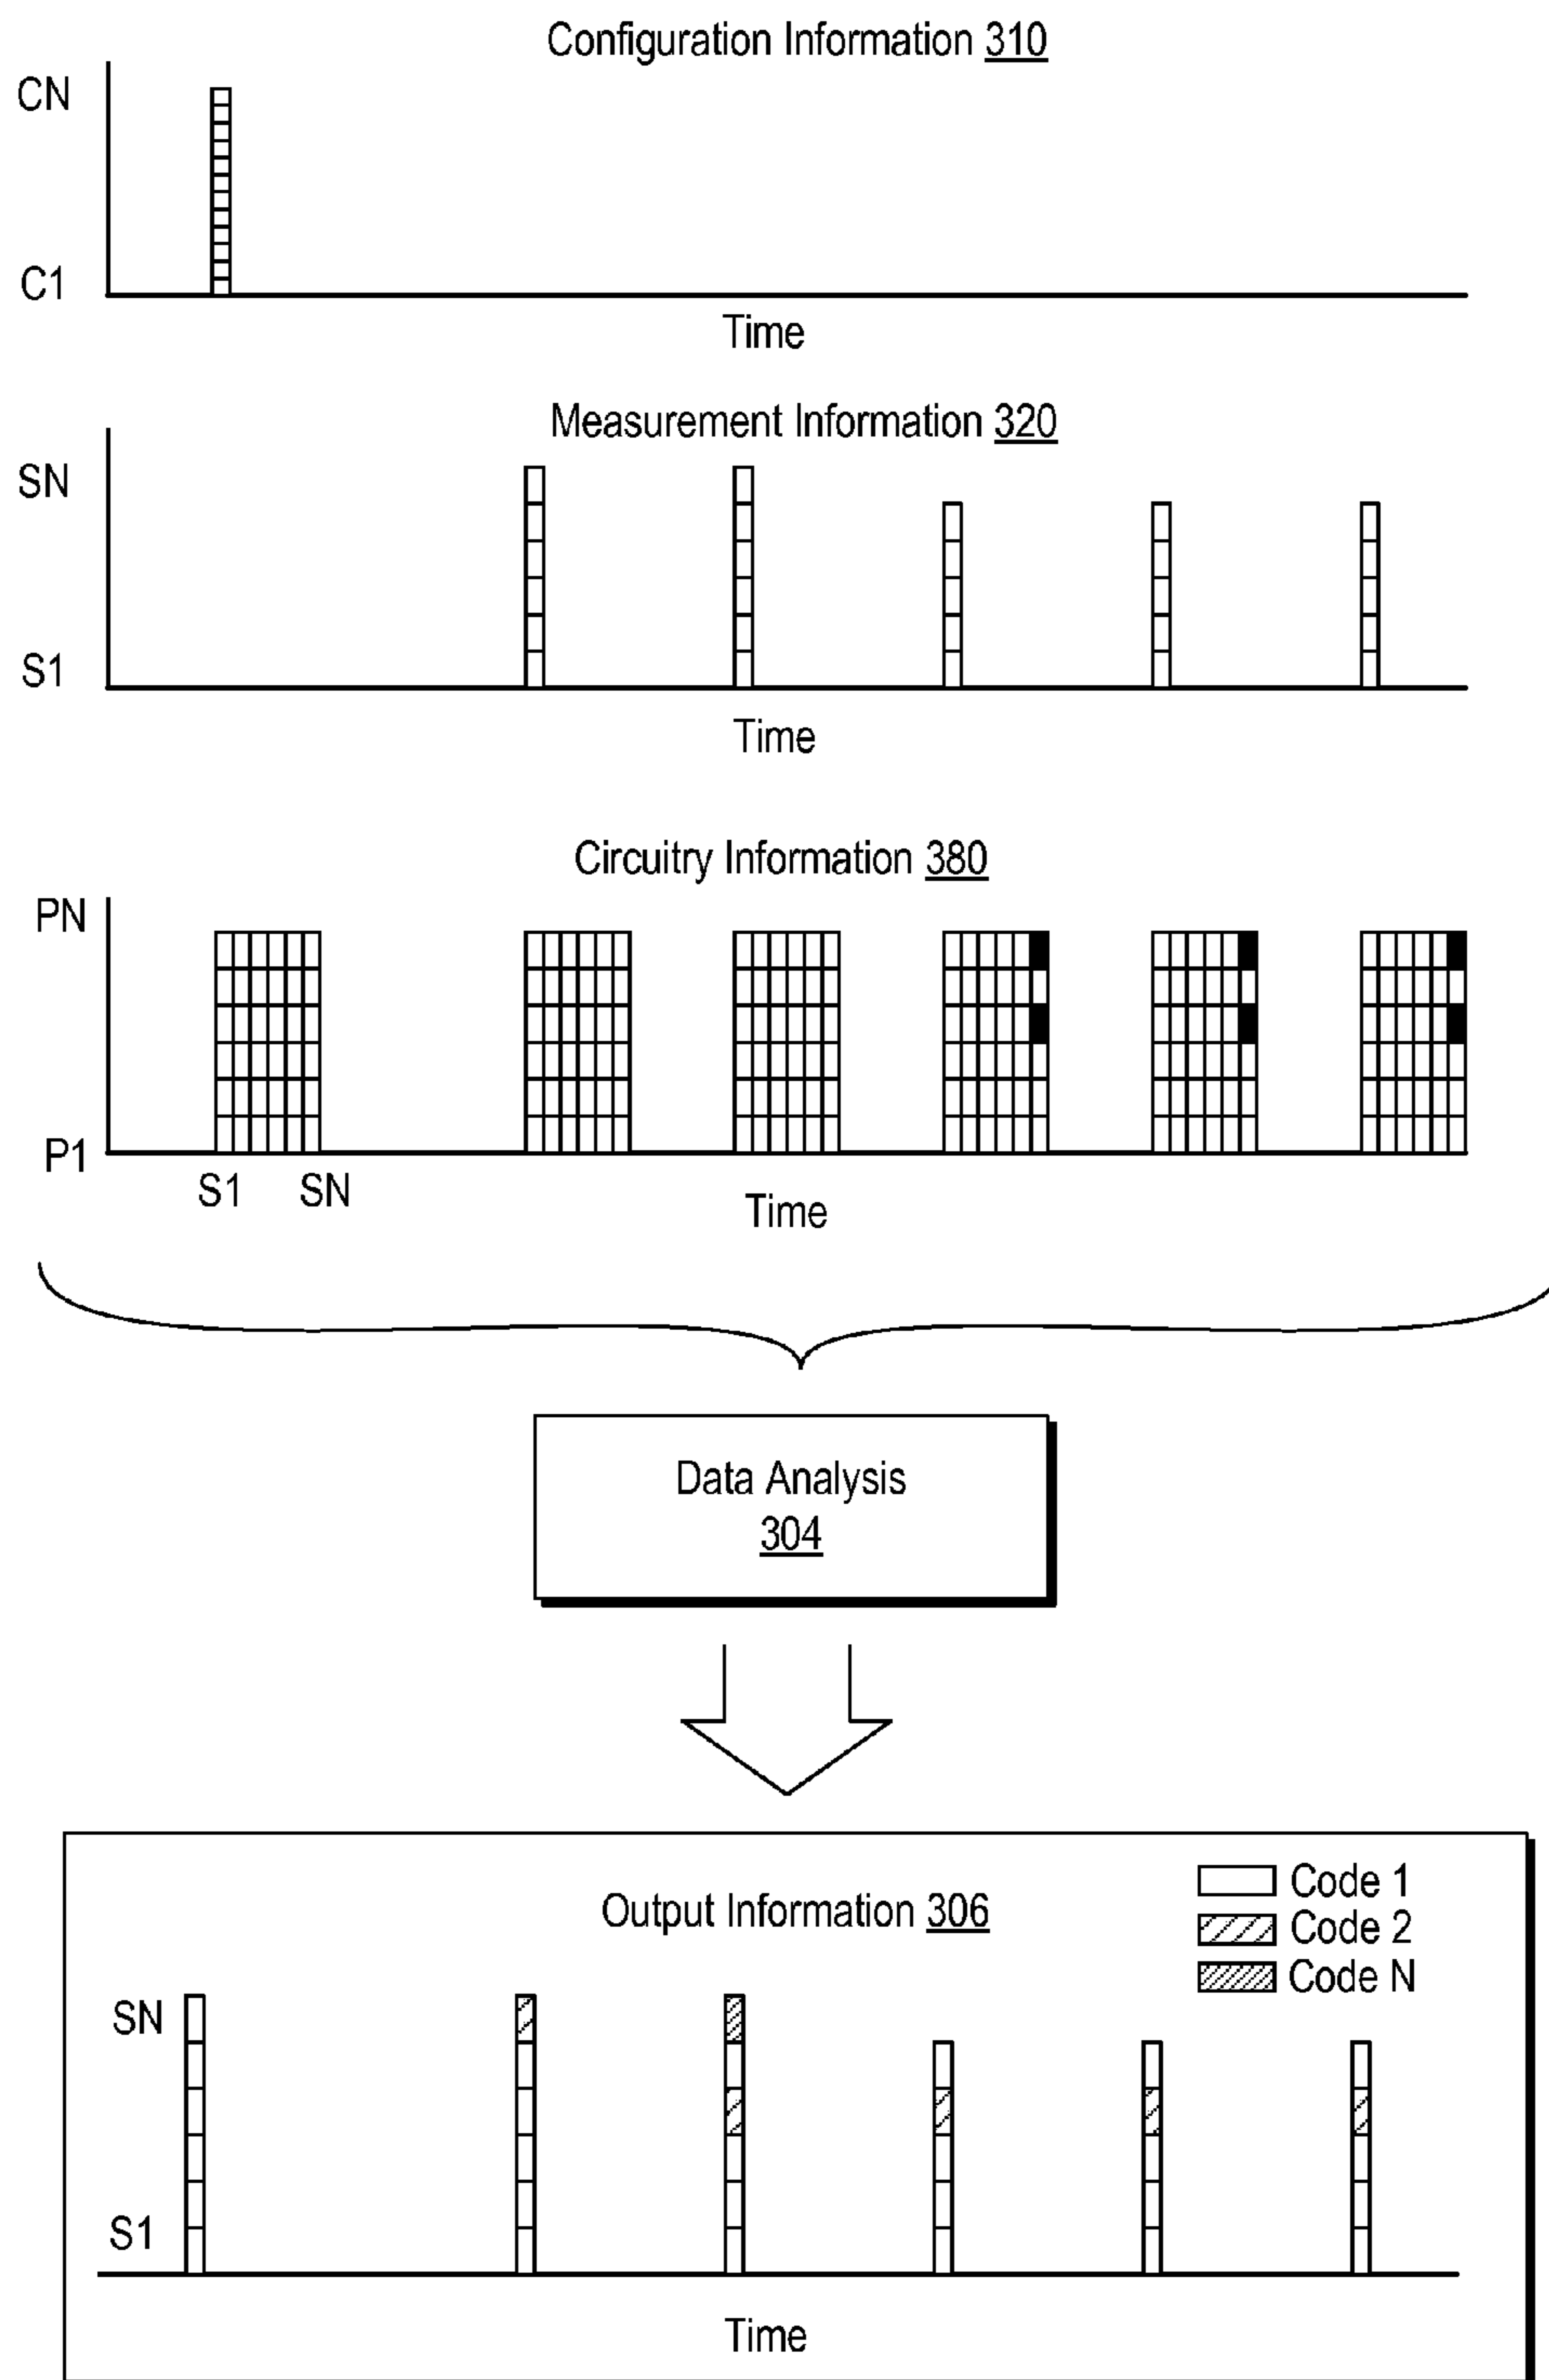 Configuration Information 310
CN
C1
Time
Measurement Information 320
SN
S1
Time
Circuitry Information 380
PN
P1
S1 SN
Time
Data Analysis
304
Output Information 306
Code 1
Code 2
Code N
SN
S1
Time